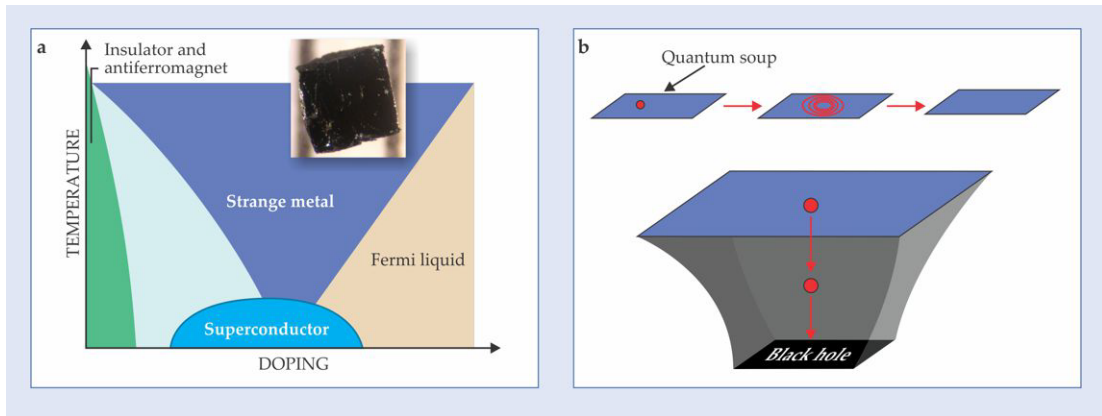 a
Insulator and
antiferromagnet
TEMPERATURE
Strange metal
Fermi liquid
Superconductor
DOPING
b
Quantum soup
Black hole